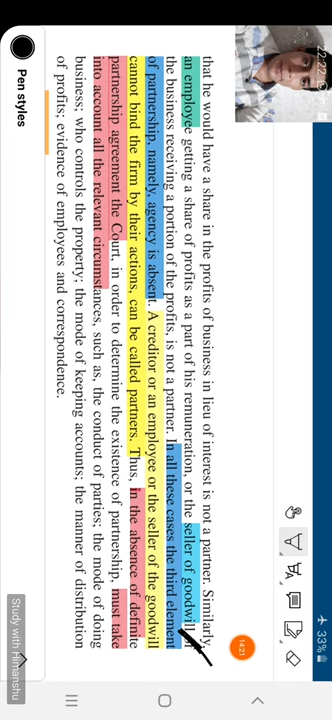 22:22
33%
14:21
that he would have a share in the profits of business in lieu of interest is not a partner. Similarly,
an employee getting a share of profits as a part of his remuneration, or the seller of goodwill of
the business receiving a portion of the profits, is not a partner. In all these cases the third element
of partnership, namely, agency is absent. A creditor or an employee or the seller of the goodwill
cannot bind the firm by their actions, can be called partners. Thus, in the absence of definite
partnership agreement the Court, in order to determine the existence of partnership, must take
into account all the relevant circumstances, such as, the conduct of parties; the mode of doing
business; who controls the property; the mode of keeping accounts; the manner of distribution
of profits; evidence of employees and correspondence.
Pen styles
Study with Himanshu